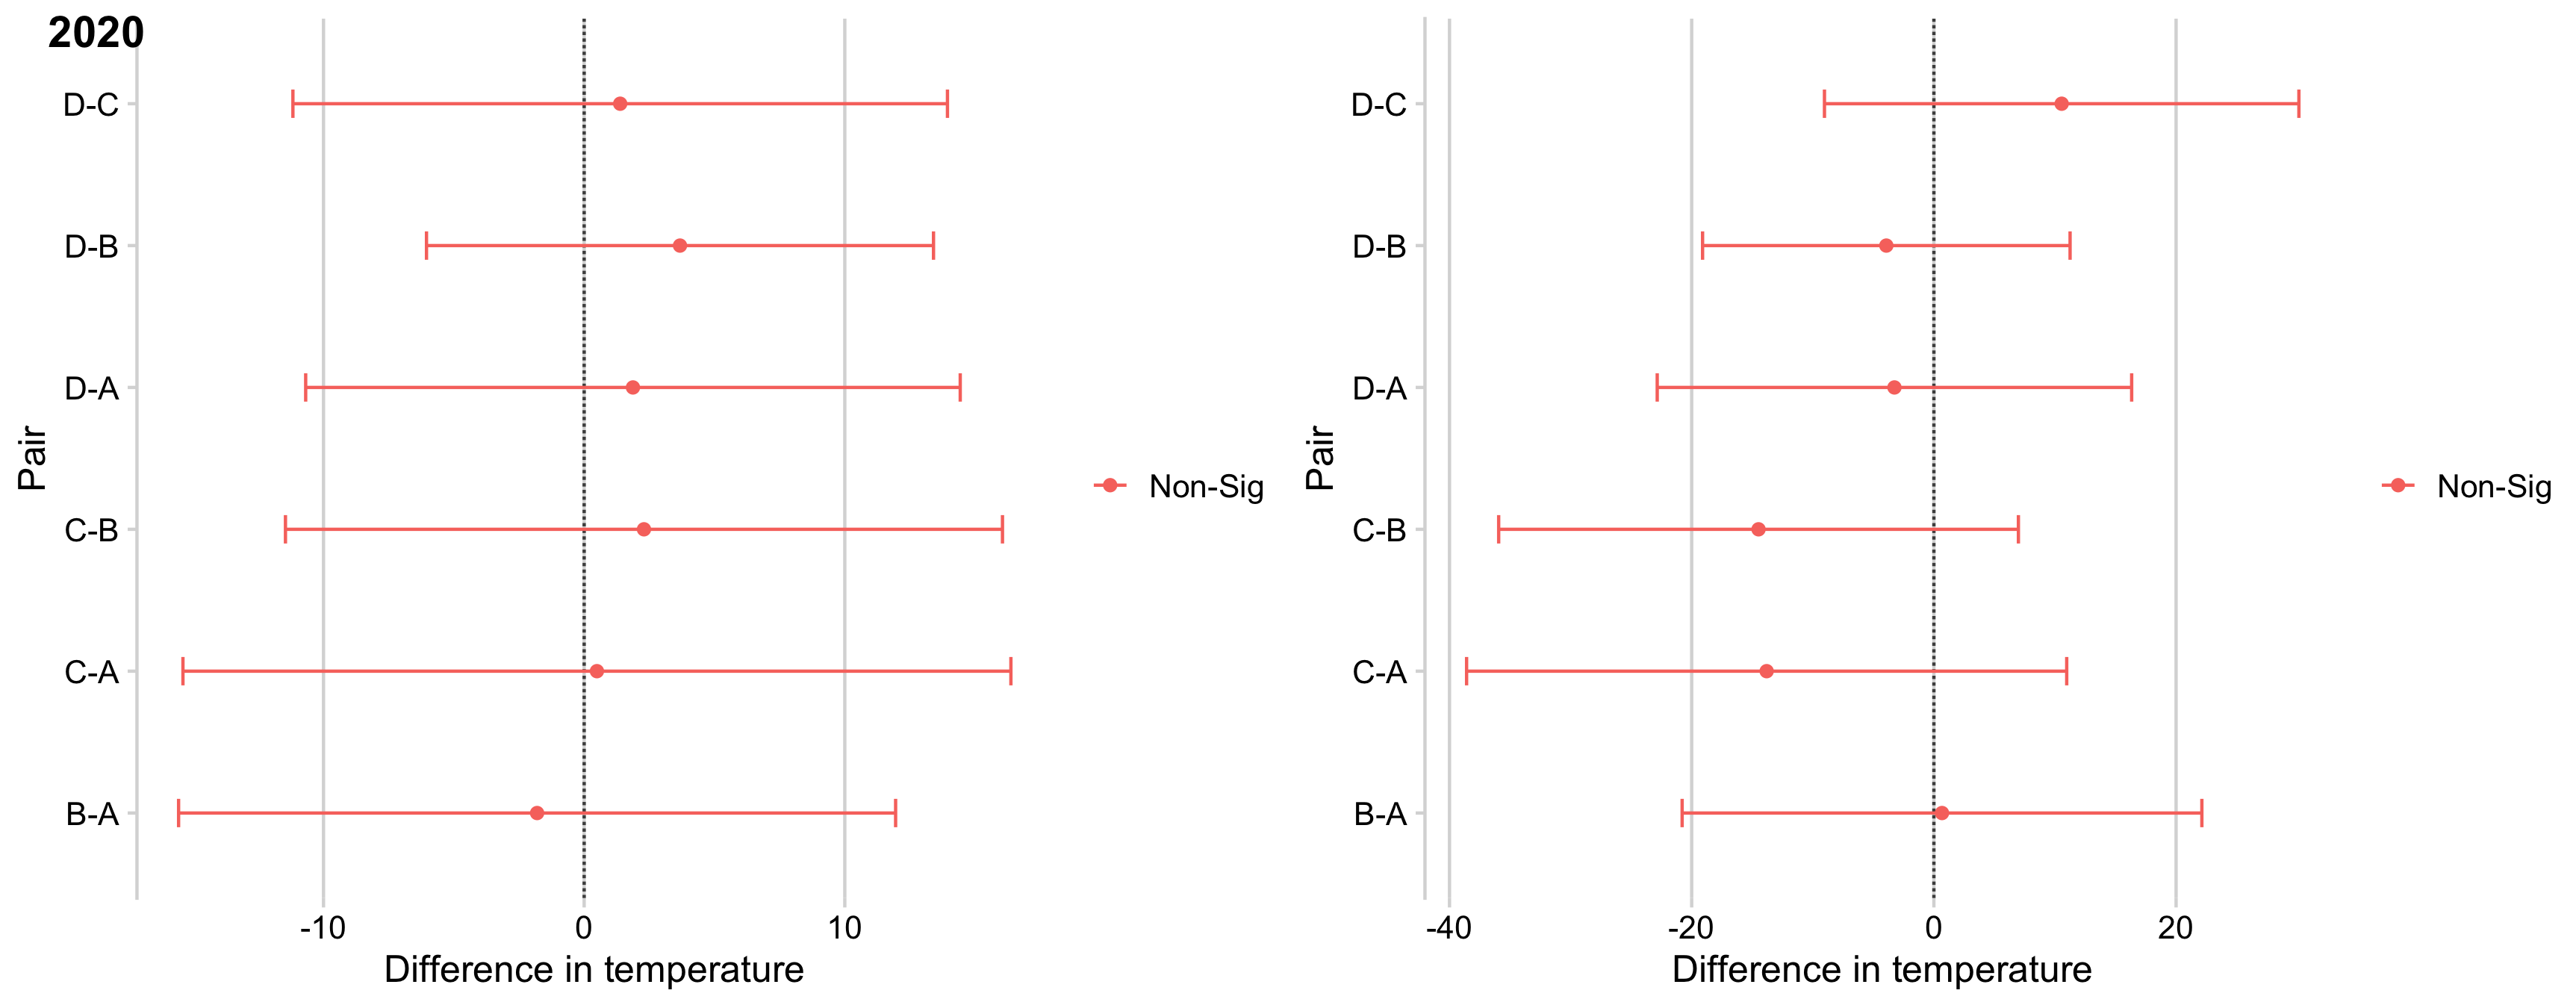 2020
D-C
D-B
D-A
C-B
C-A
B-A
Pair
-10 0 10
Difference in temperature
Non-Sig
D-C
D-B
D-A
C-B
C-A
B-A
Pair
-40 -20 0 20
Difference in temperature
Non-Sig